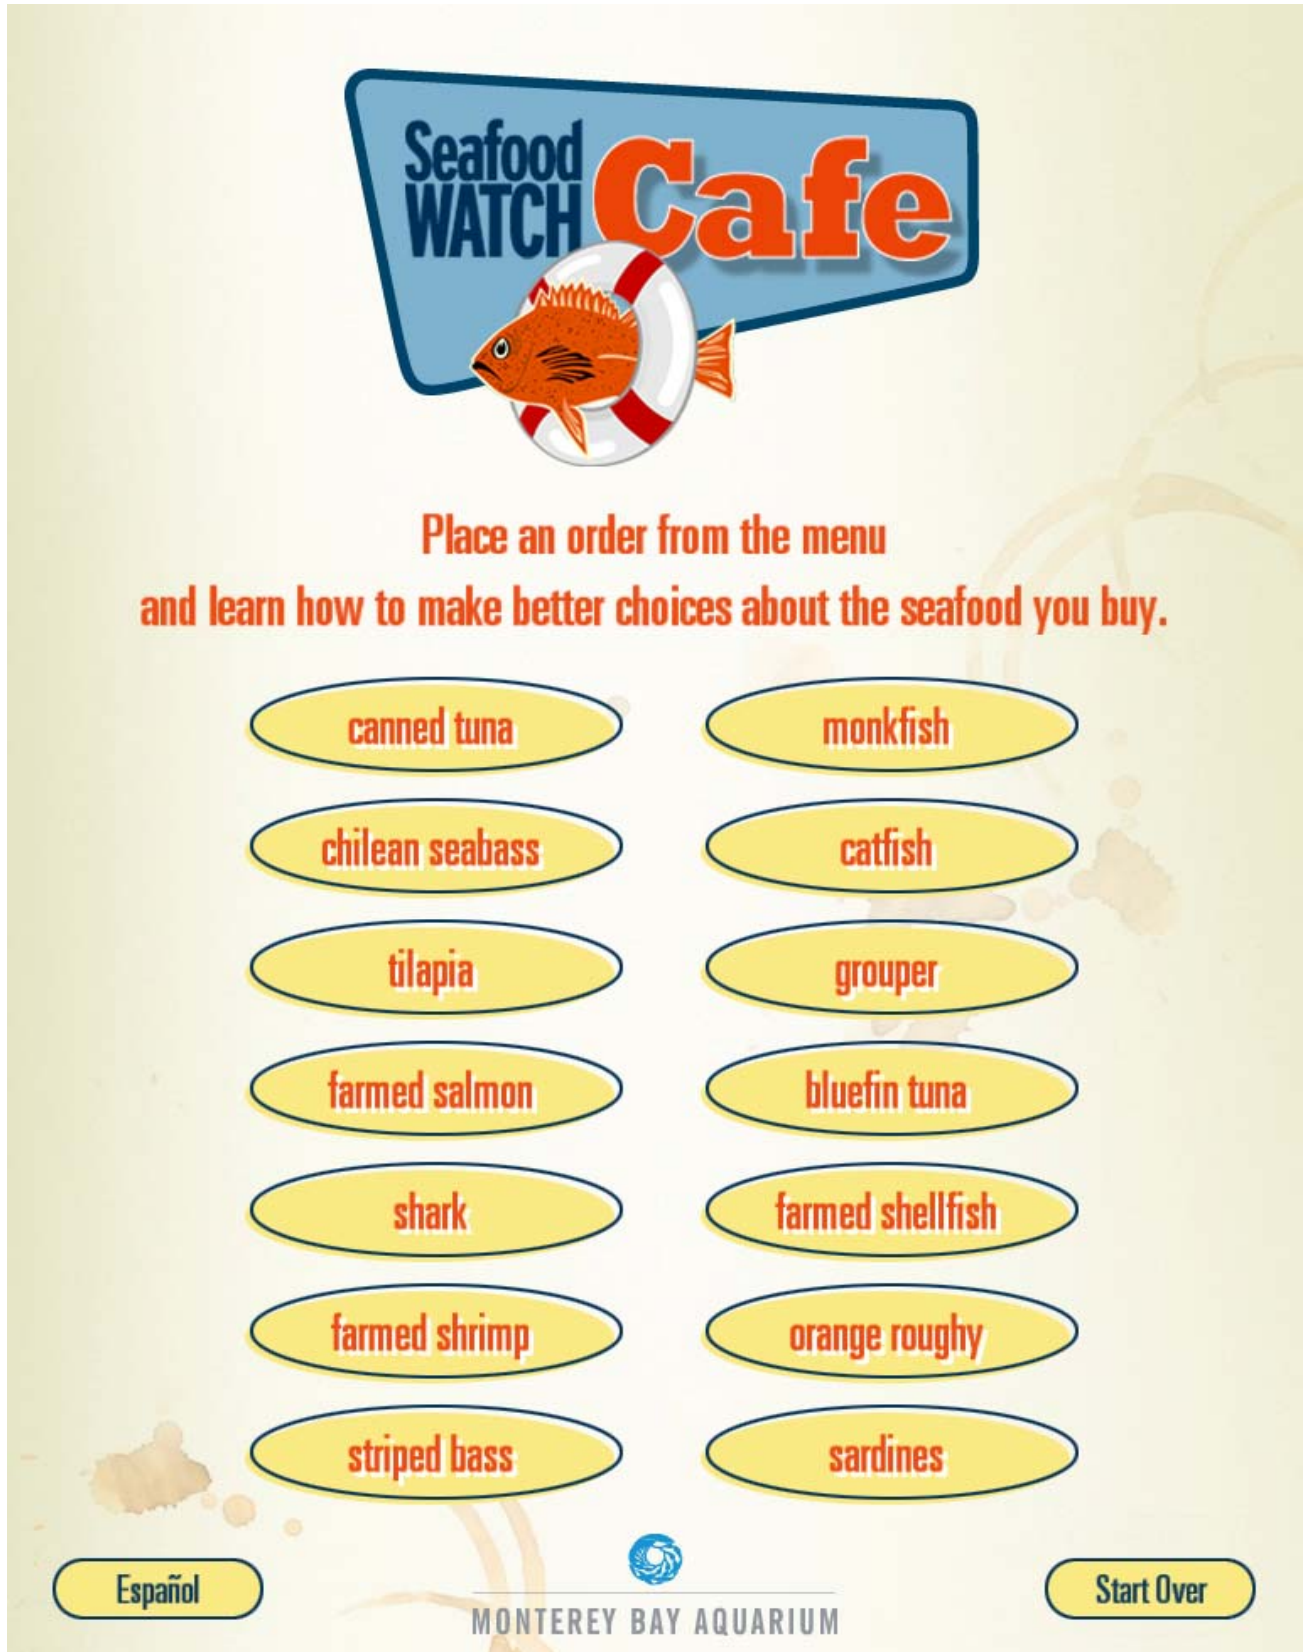 Seafood
WATCH
Cafe
Place an order from the menu
and learn how to make better choices about the seafood you buy.
canned tuna
monkfish
chilean seabass
catfish
tilapia
grouper
farmed salmon
bluefin tuna
shark
farmed shellfish
farmed shrimp
orange roughy
striped bass
sardines
Español
Start Over
MONTEREY BAY AQUARIUM